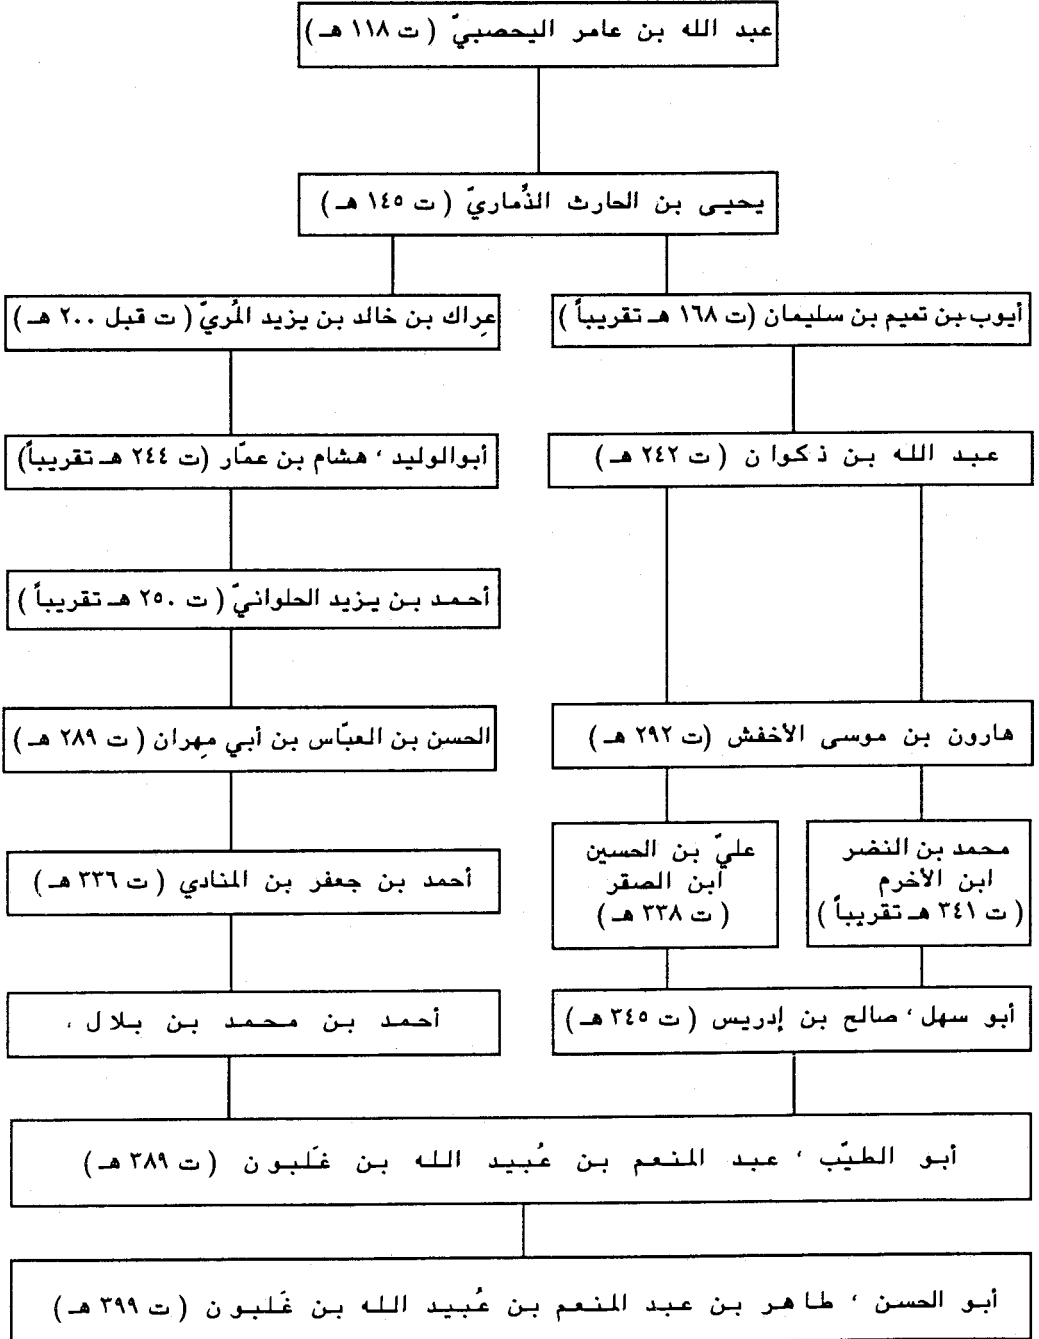 عبد الله بن عامر اليحصبيّ ( ت ١١٨ هـ )
يحيى بن الحارث الذِّماريّ ( ت ١٤٥ هـ )
أيوب بن تميم بن سليمان (ت ١٦٨ هـ تقريباً )
عِراك بن خالد بن يزيد المُريّ ( ت قبل ٢٠٠ هـ )
عبد الله بن ذكوان ( ت ٢٤٢ هـ )
أبوالوليد ، هشام بن عمّار (ت ٢٤٤ هـ تقريباً)
أحمد بن يزيد الحلوانيّ ( ت ٢٥٠ هـ تقريباً )
هارون بن موسى الأخفش (ت ٢٩٢ هـ )
الحسن بن العبّاس بن أبي مِهران ( ت ٢٨٩ هـ )
محمد بن النضر
ابن الأخرم
( ت ٣٤١ هـ تقريباً )
عليّ بن الحسين
ابن الصقر
( ت ٣٣٨ هـ )
أحمد بن جعفر بن المنادي ( ت ٣٣٦ هـ )
أبو سهل ، صالح بن إدريس ( ت ٣٤٥ هـ )
أحمد بن محمد بن بلال .
أبو الطيّب ، عبد المنعم بن عُبيد الله بن غَلبون ( ت ٣٨٩ هـ )
أبو الحسن ، طاهر بن عبد المنعم بن عُبيد الله بن غَلبون ( ت ٣٩٩ هـ )